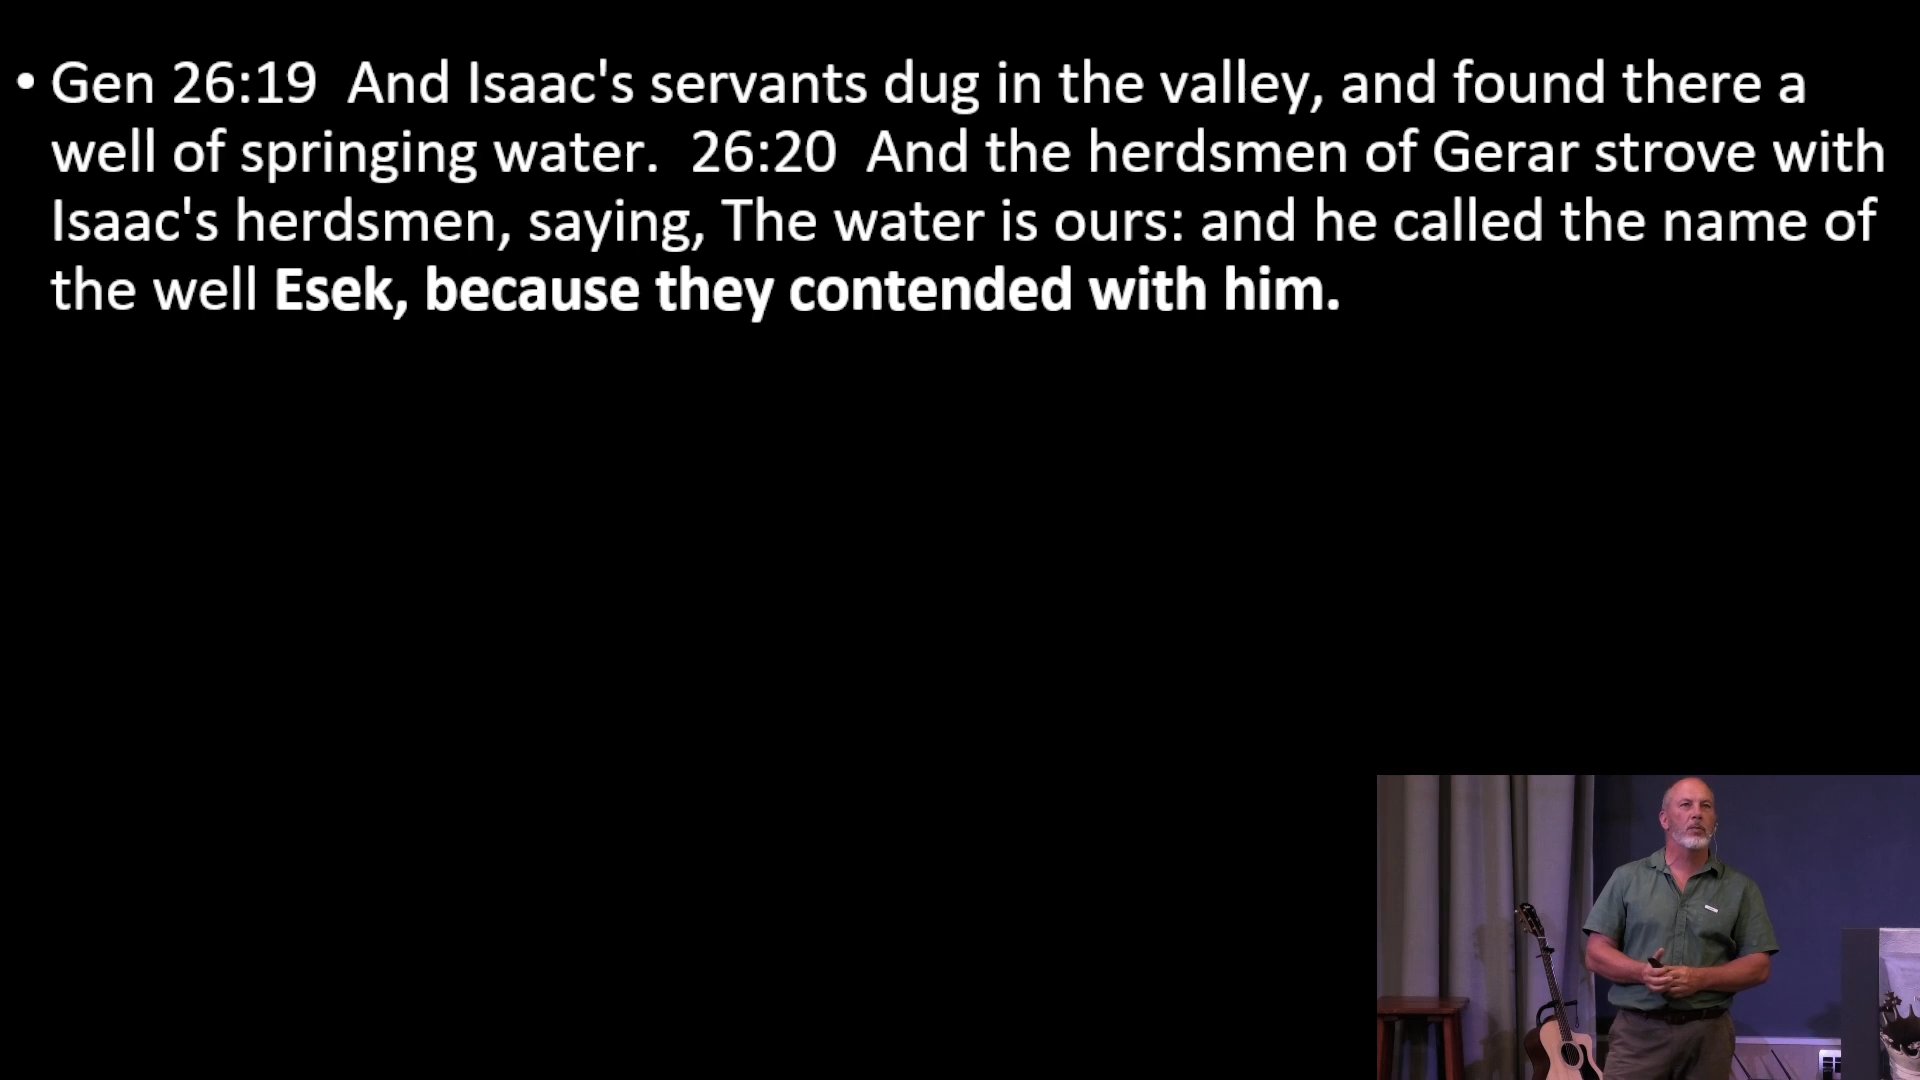 • Gen 26:19  And Isaac's servants dug in the valley, and found there a
well of springing water.  26:20  And the herdsmen of Gerar strove with
Isaac's herdsmen, saying, The water is ours: and he called the name of
the well Esek, because they contended with him.